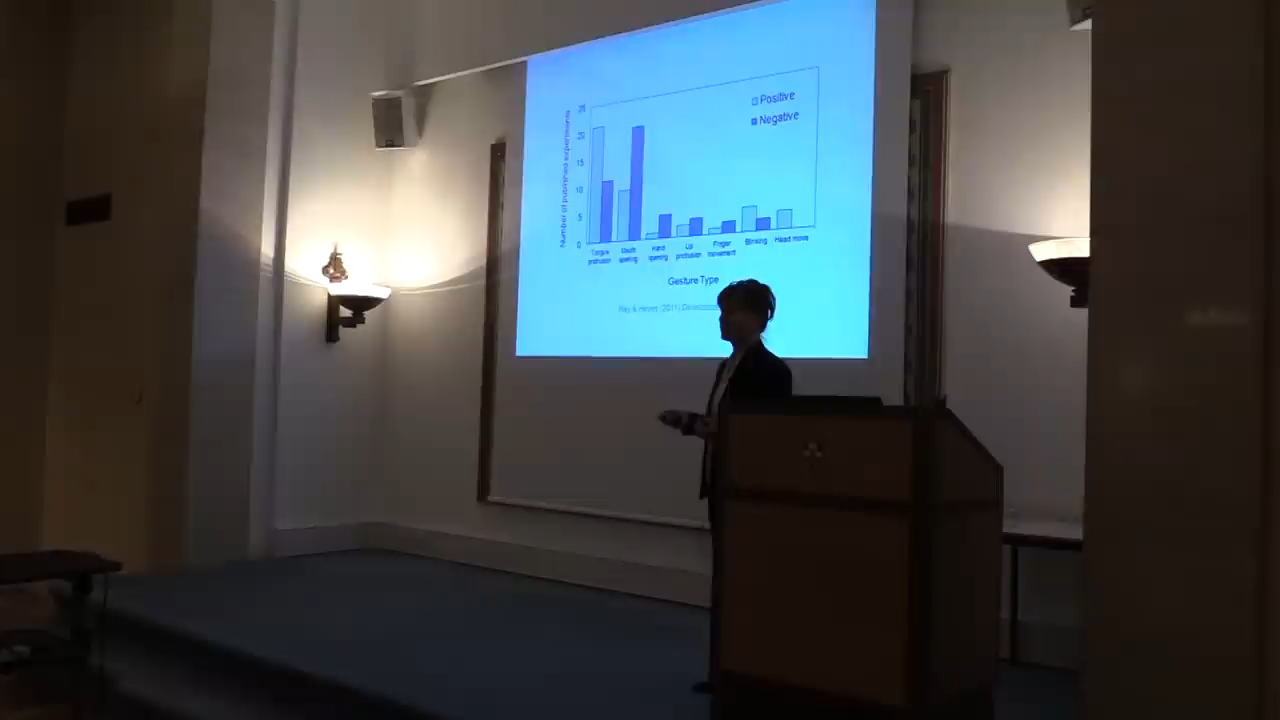 Positive
Negative
Number of published experiments
25
20
15
10
5
0
Tongue protrusion
Mouth opening
Hand opening
Lip protrusion
Finger movement
Blinking
Head move
Gesture Type
(2011)